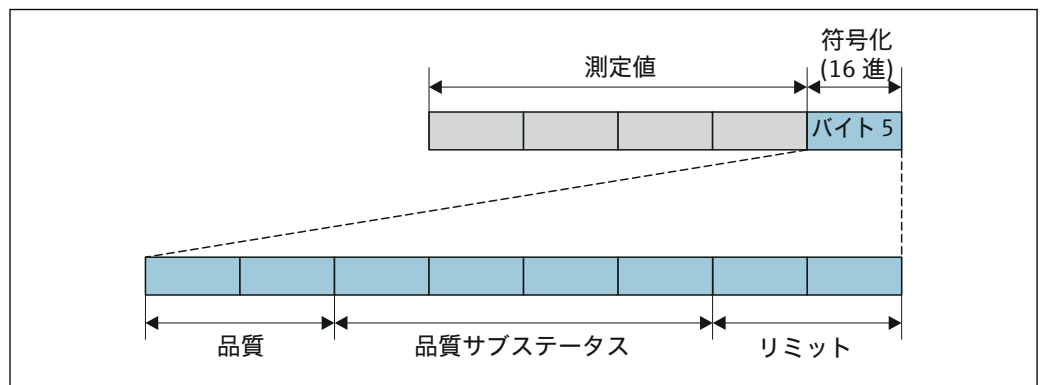 符号化
(16 進)
測定値
バイト 5
品質
品質サブステータス
リミット